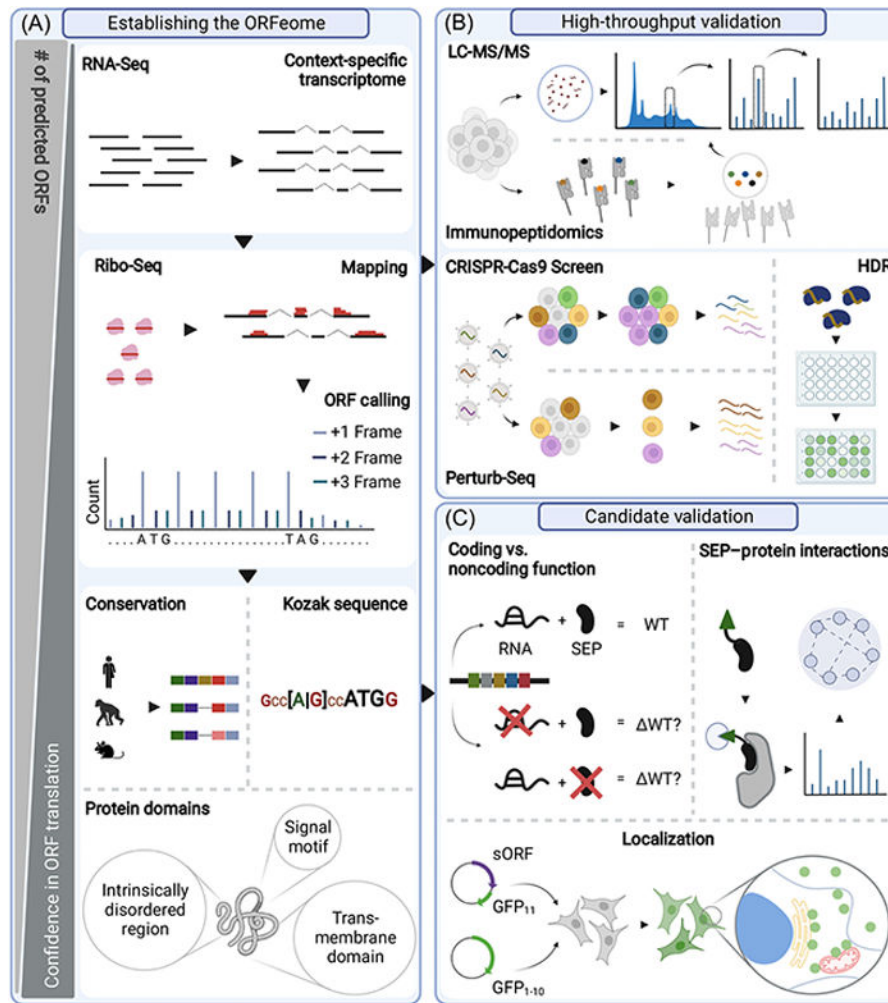 (A)
Establishing the ORFeome
# of predicted ORFs
Confidence in ORF translation
RNA-Seq
Context-specific
transcriptome
Ribo-Seq
Mapping
ORF calling
+1 Frame
+2 Frame
+3 Frame
Count
.....ATG.................TAG........
Conservation
Kozak sequence
Gcc[A|G]ccATGG
Protein domains
Signal
motif
Intrinsically
disordered
region
Trans-
membrane
domain
(B)
High-throughput validation
LC-MS/MS
Immunopeptidomics
CRISPR-Cas9 Screen
HDR
Perturb-Seq
(C)
Candidate validation
Coding vs.
noncoding function
RNA + SEP = WT
+ = ΔWT?
+ = ΔWT?
SEP–protein interactions
Localization
sORF
GFP₁₁
GFP₁₋₁₀